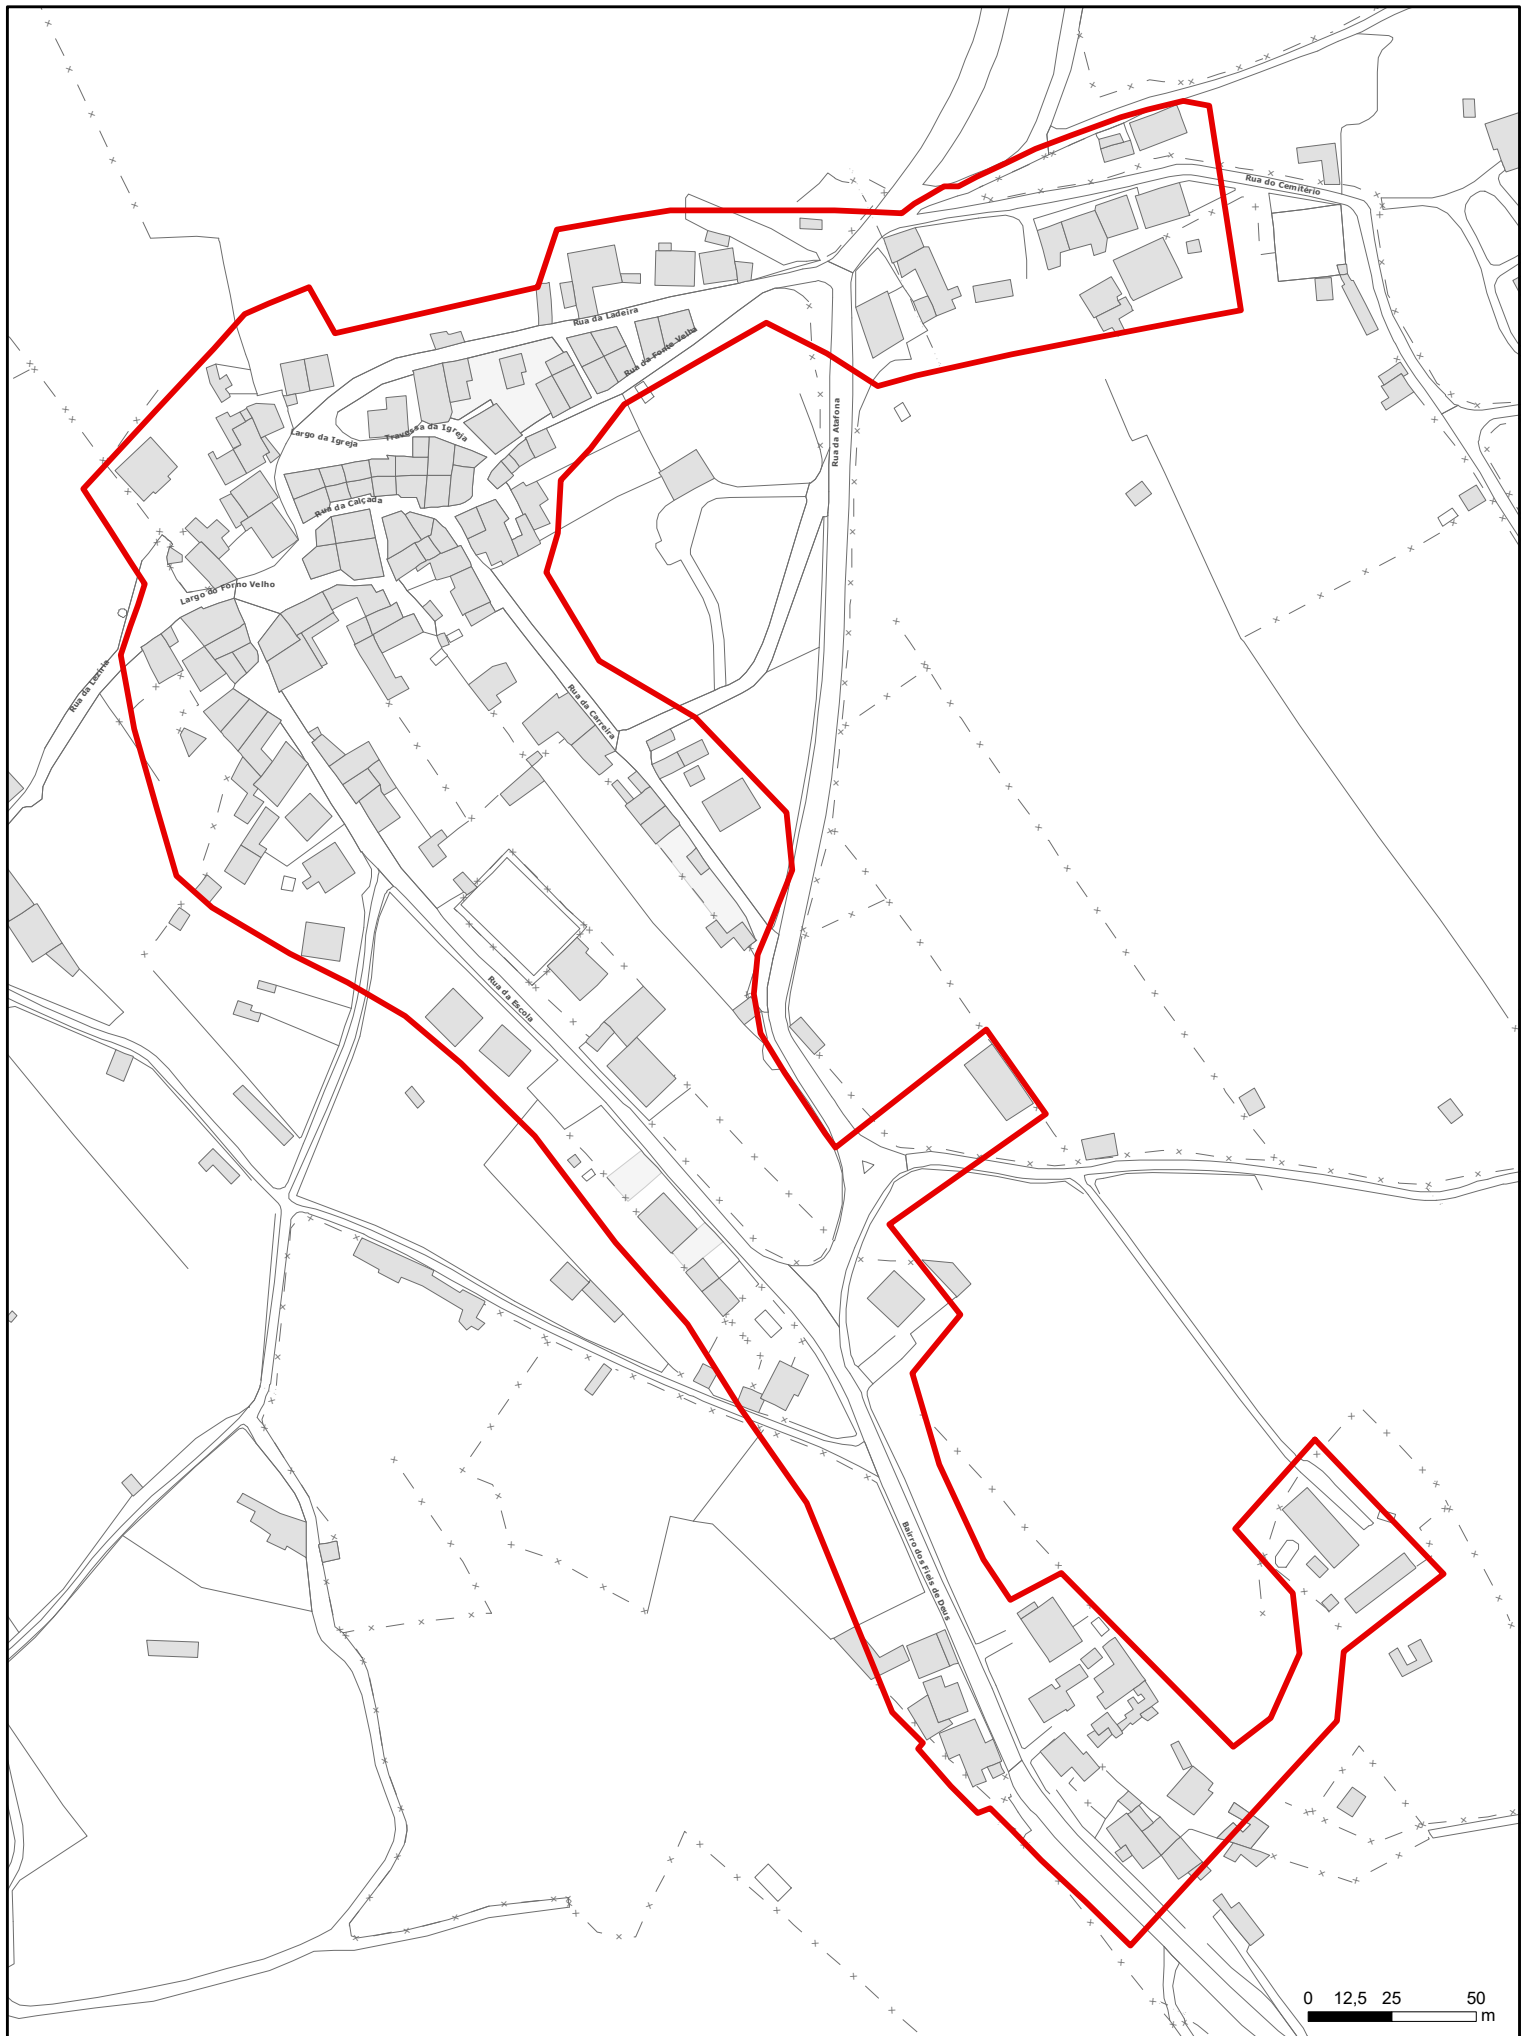 Rua do Cemitério
Rua da Ladeira
Rua da Fonte Velha
Rua da Atafona
Largo da Igreja
Travessa da Igreja
Rua da Calçada
Largo do Forno Velho
Rua da Lezíria
Rua da Carreira
Rua da Escola
Bairro dos Fieis de Deus
0 12,5 25 50
m